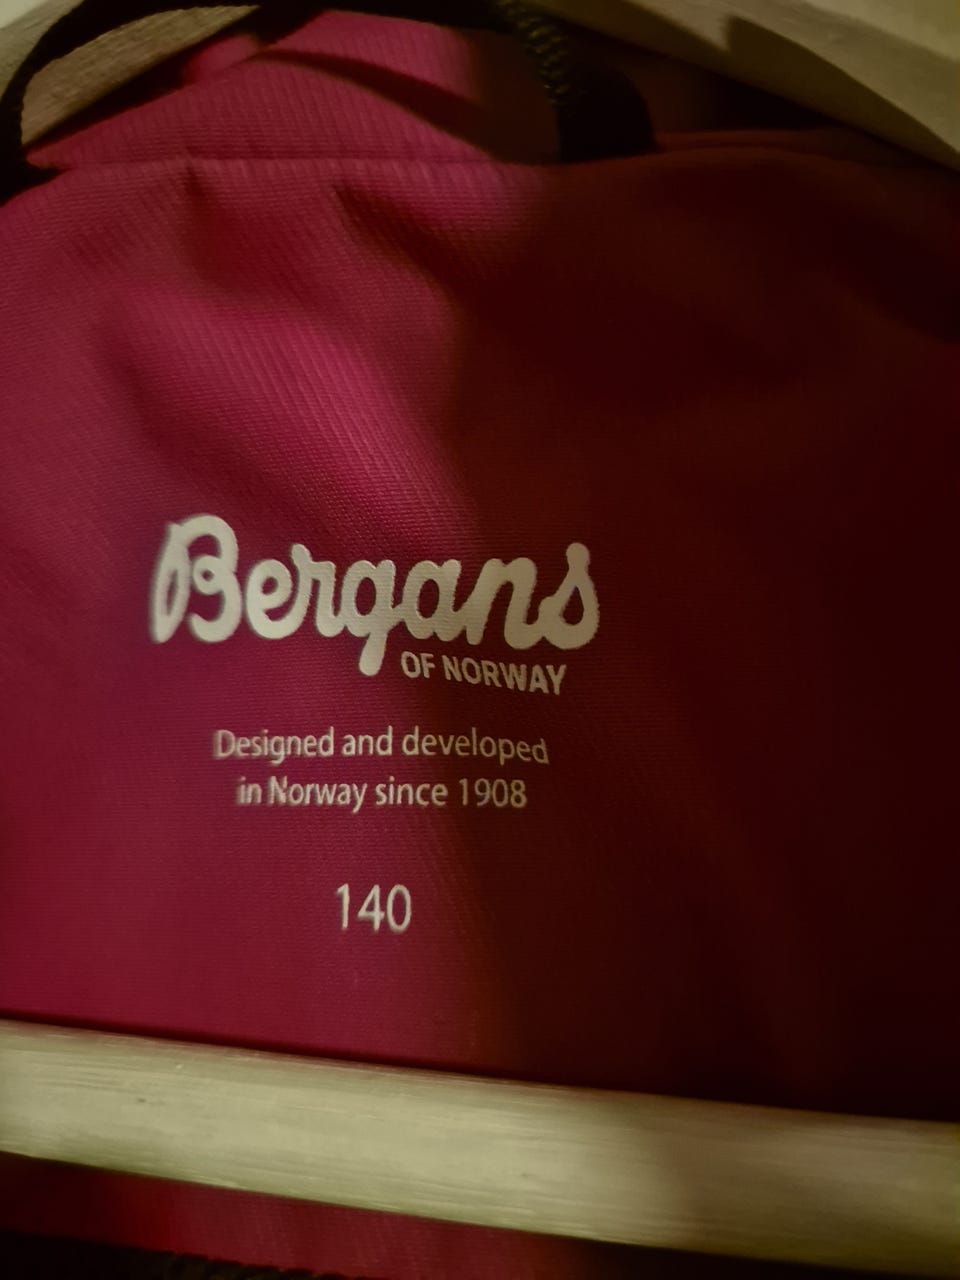 Bergans
OF NORWAY
Designed and developed
in Norway since 1908
140